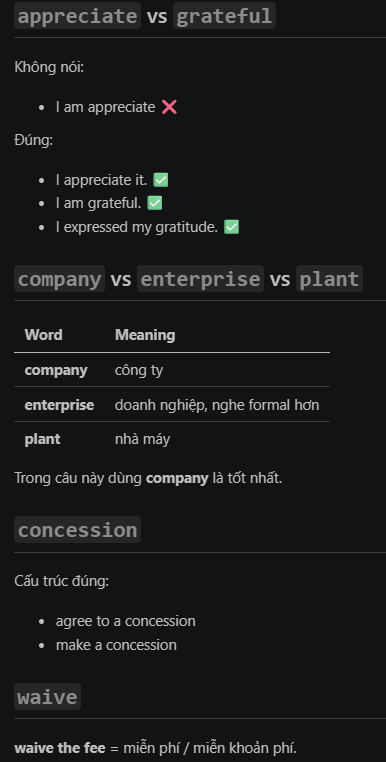 appreciate vs grateful
Không nói:
• I am appreciate ❌
Đúng:
• I appreciate it. ✅
• I am grateful. ✅
• I expressed my gratitude. ✅
company vs enterprise vs plant
Word Meaning
company công ty
enterprise doanh nghiệp, nghe formal hơn
plant nhà máy
Trong câu này dùng company là tốt nhất.
concession
Cấu trúc đúng:
• agree to a concession
• make a concession
waive
waive the fee = miễn phí / miễn khoản phí.